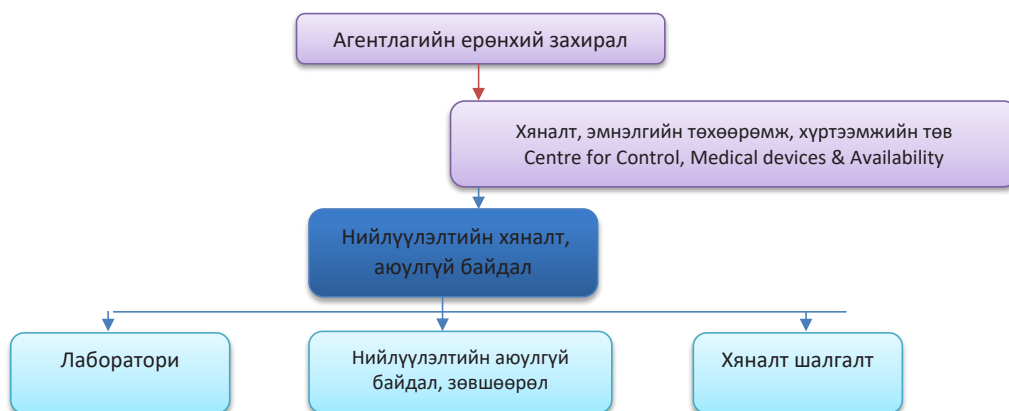 Агентлагийн ерөнхий захирал
Хяналт, эмнэлгийн төхөөрөмж, хүртээмжийн төв
Centre for Control, Medical devices & Availability
Нийлүүлэлтийн хяналт,
аюулгүй байдал
Лаборатори
Нийлүүлэлтийн аюулгүй
байдал, зөвшөөрөл
Хяналт шалгалт